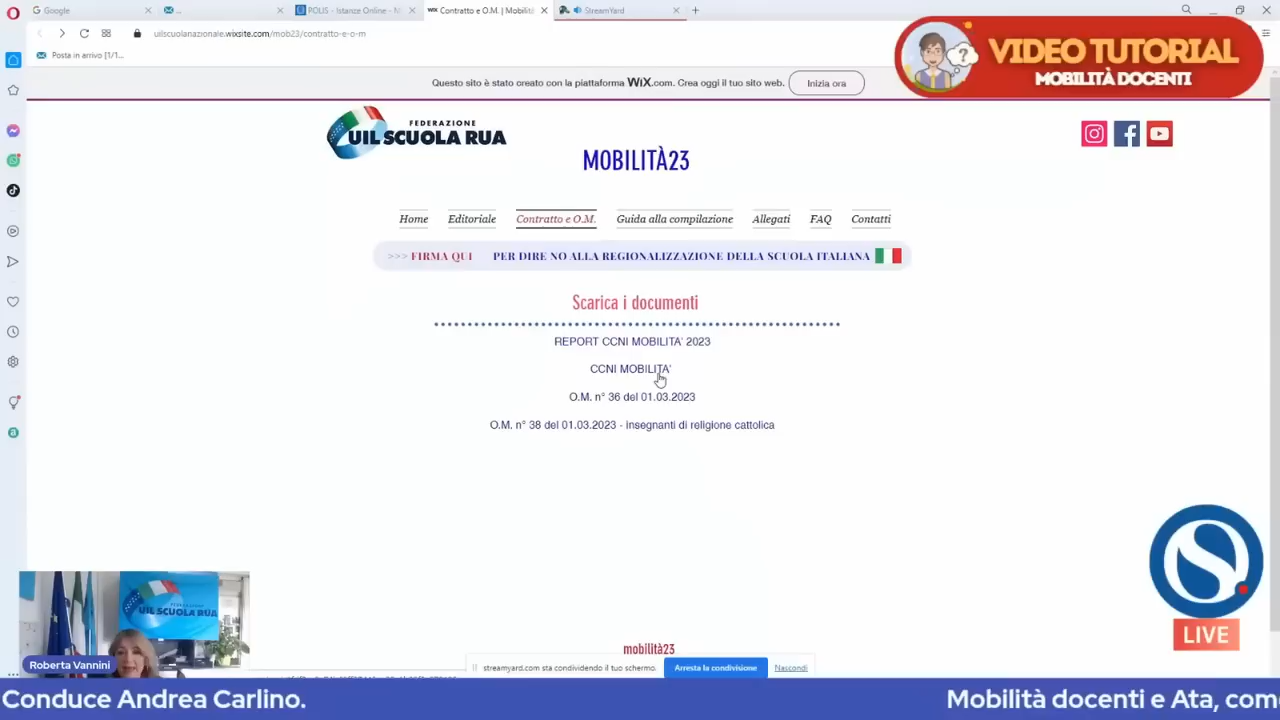 Google
POLIS - Istanze Online - M
Contratto e O.M. | Mobilità
StreamYard
uilscuolanazionale.wixsite.com/mob23/contratto-e-o-m
Posta in arrivo [1/1...
VIDEO TUTORIAL
MOBILITÀ DOCENTI
Questo sito è stato creato con la piattaforma WiX.com. Crea oggi il tuo sito web.
Inizia ora
FEDERAZIONE
UIL SCUOLA RUA
MOBILITÀ23
Home Editoriale Contratto e O.M. Guida alla compilazione Allegati FAQ Contatti
>>> FIRMA QUI PER DIRE NO ALLA REGIONALIZZAZIONE DELLA SCUOLA ITALIANA
Scarica i documenti
REPORT CCNI MOBILITA' 2023
CCNI MOBILITA'
O.M. n° 36 del 01.03.2023
O.M. n° 38 del 01.03.2023 - insegnanti di religione cattolica
FEDERAZIONE
UIL SCUOLA RUA
Roberta Vannini
LIVE
mobilità23
streamyard.com sta condividendo il tuo schermo.
Arresta la condivisione
Nascondi
Conduce Andrea Carlino.
Mobilità docenti e Ata, com